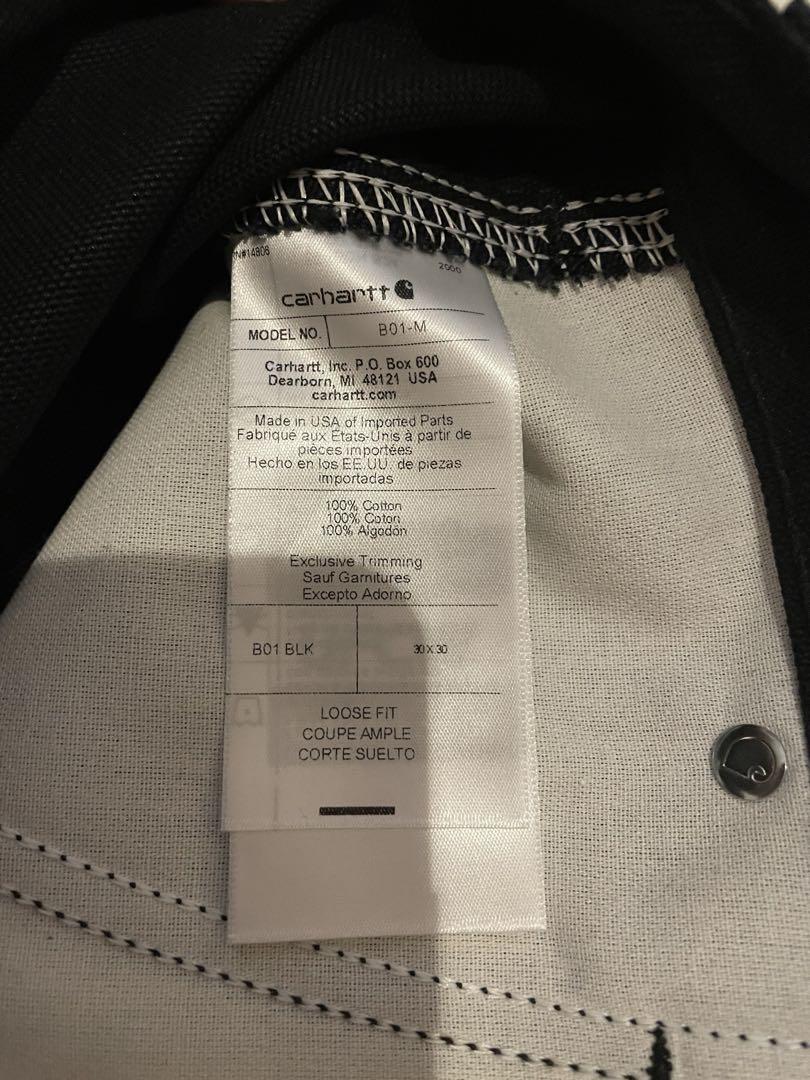 N#14806
2000
carhartt
MODEL NO. B01-M
Carhartt, Inc. P.O. Box 600
Dearborn, MI 48121 USA
carhartt.com
Made in USA of Imported Parts
Fabriqué aux États-Unis à partir de
pièces importées
Hecho en los EE.UU. de piezas
importadas
100% Cotton
100% Coton
100% Algodón
Exclusive Trimming
Sauf Garnitures
Excepto Adorno
B01 BLK 30 X 30
LOOSE FIT
COUPE AMPLE
CORTE SUELTO